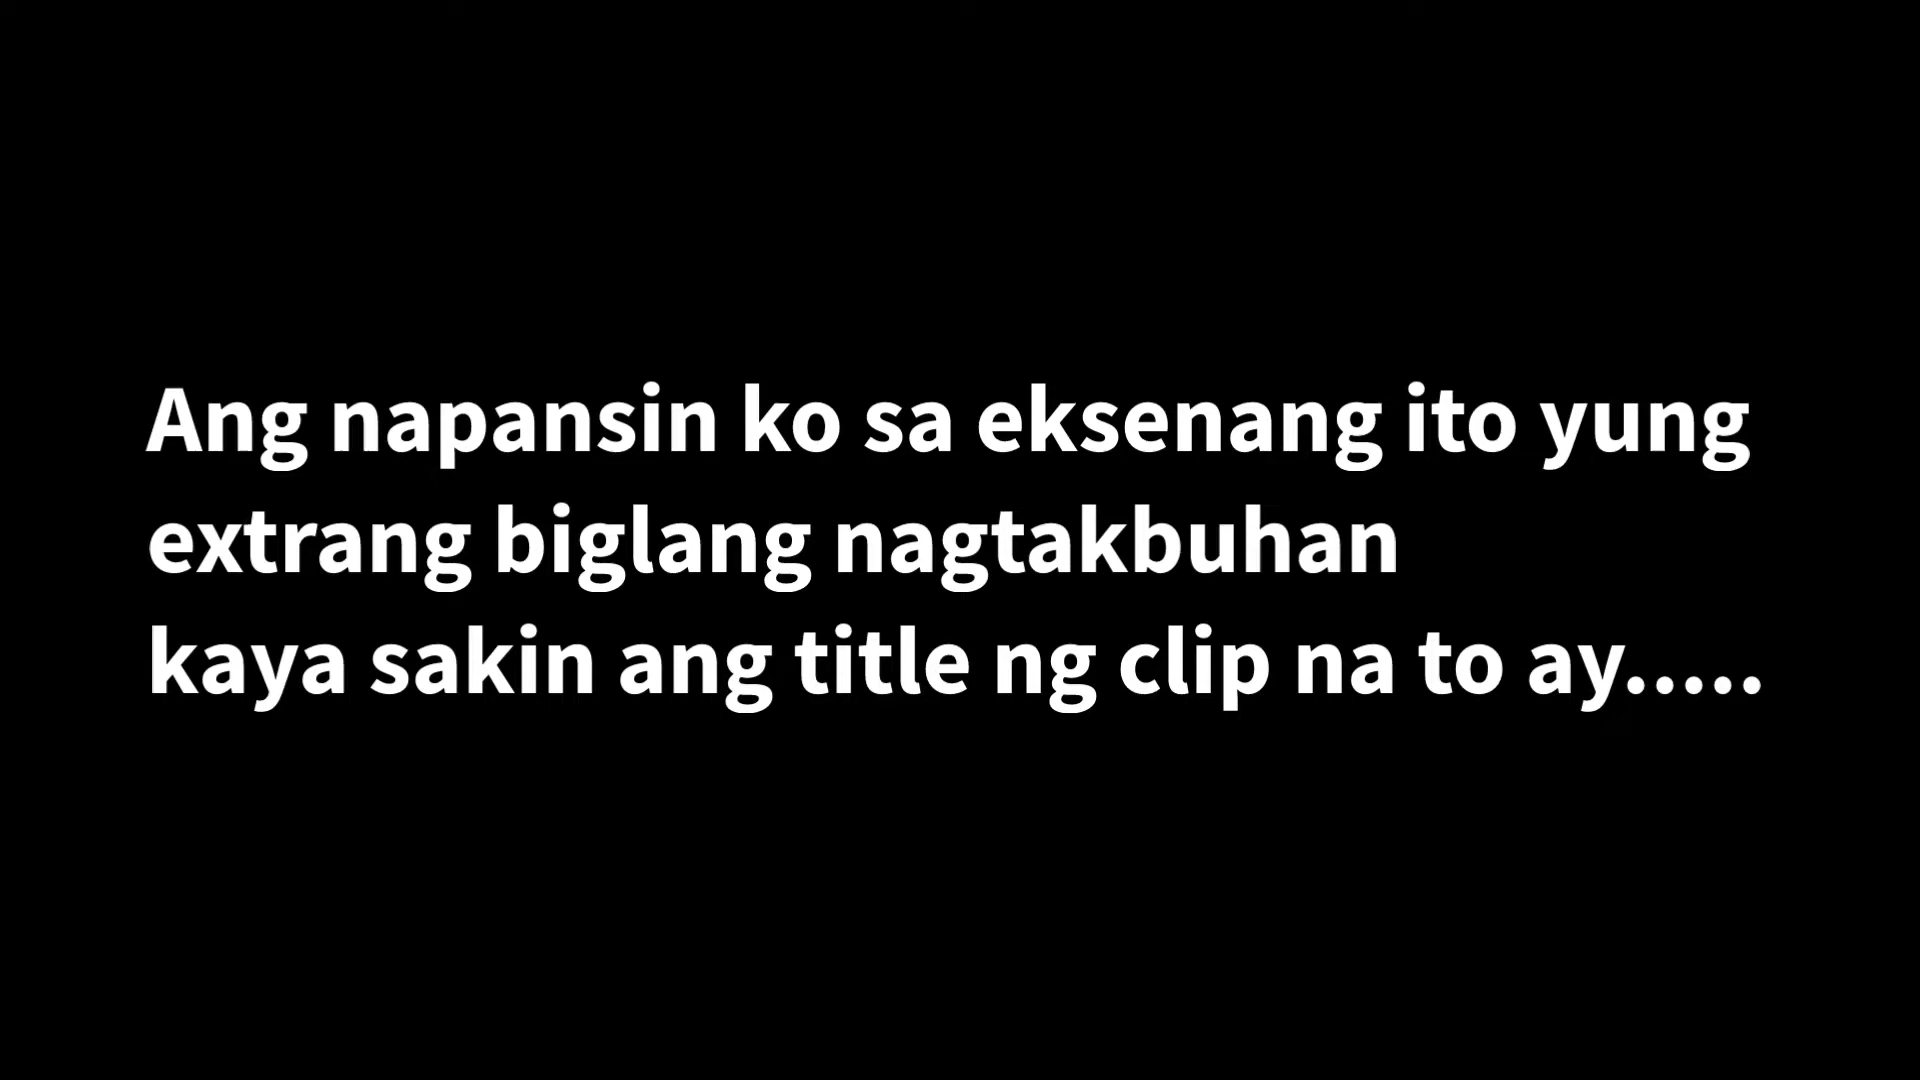 Ang napansin ko sa eksenang ito yung
extrang biglang nagtakbuhan
kaya sakin ang title ng clip na to ay.....